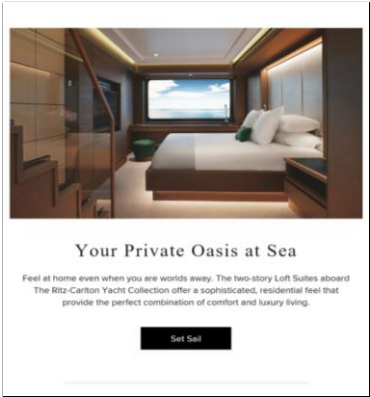 Your Private Oasis at Sea
Feel at home even when you are worlds away. The two-story Loft Suites aboard
The Ritz-Carlton Yacht Collection offer a sophisticated, residential feel that
provide the perfect combination of comfort and luxury living.
Set Sail